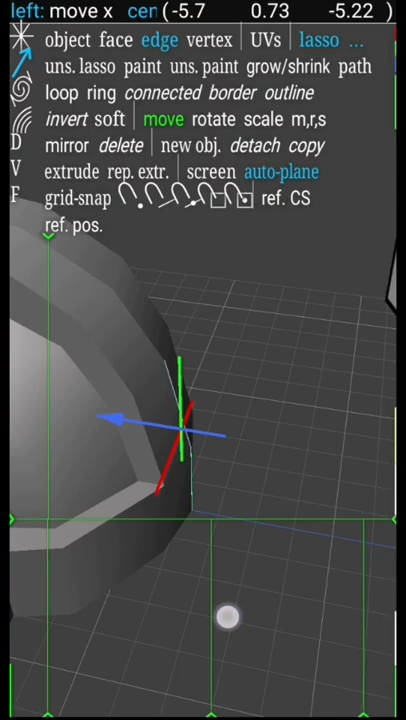 left: move x cen (-5.7 0.73 -5.22 )
object face edge vertex | UVs | lasso ...
uns. lasso paint uns. paint grow/shrink path
loop ring connected border outline
invert soft | move rotate scale m,r,s
D mirror delete | new obj. detach copy
V extrude rep. extr. | screen auto-plane
F grid-snap ref. CS
ref. pos.